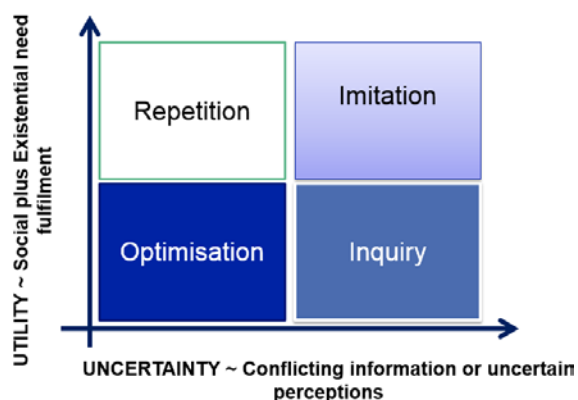 UTILITY ~ Social plus Existential need
fulfilment
Repetition
Imitation
Optimisation
Inquiry
UNCERTAINTY ~ Conflicting information or uncertain
perceptions